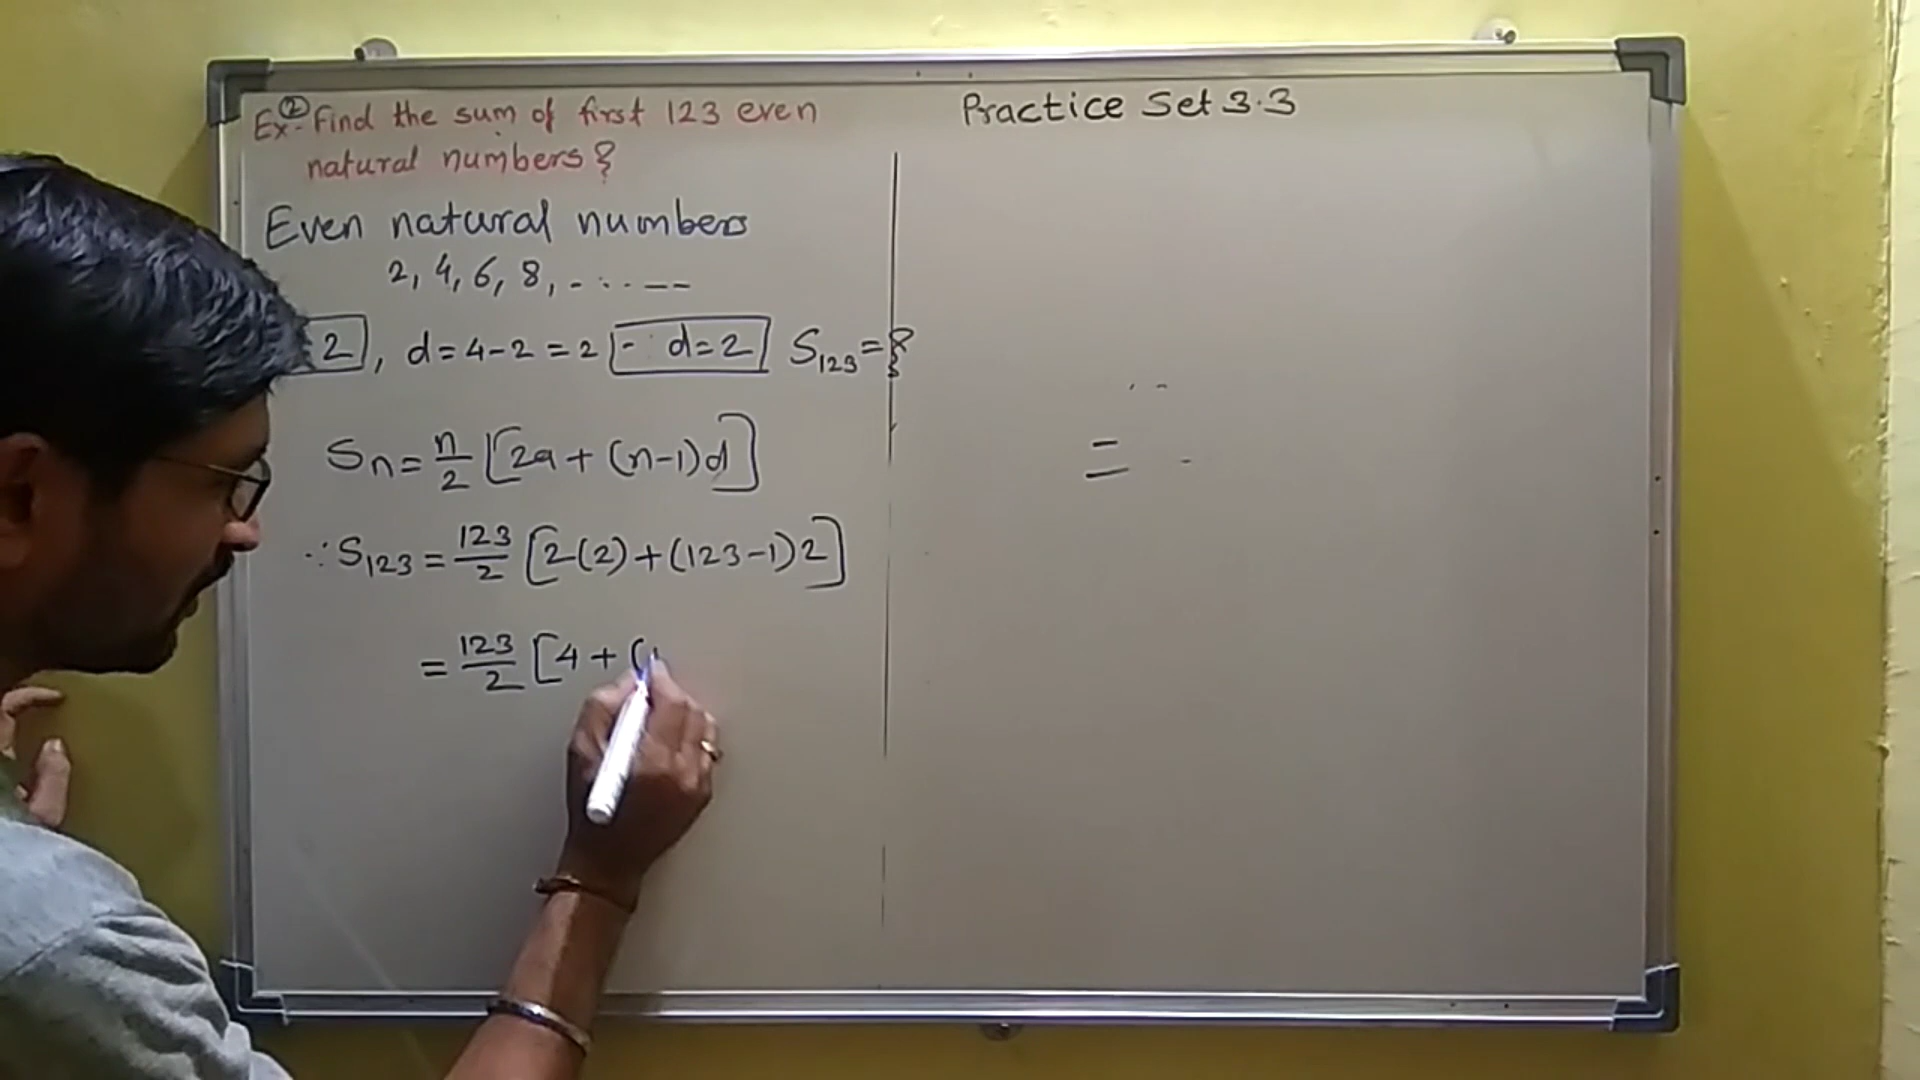 Ex② - Find the sum of first 123 even
natural numbers?
Even natural numbers
2, 4, 6, 8, - . . . — –
2, d=4-2=2 ∴ d=2 S₁₂₃=?
Sn=n/2 [2a+(n-1)d]
∴S₁₂₃=123/2 [2(2)+(123-1)2]
=123/2 [4+(1
Practice Set 3.3
=